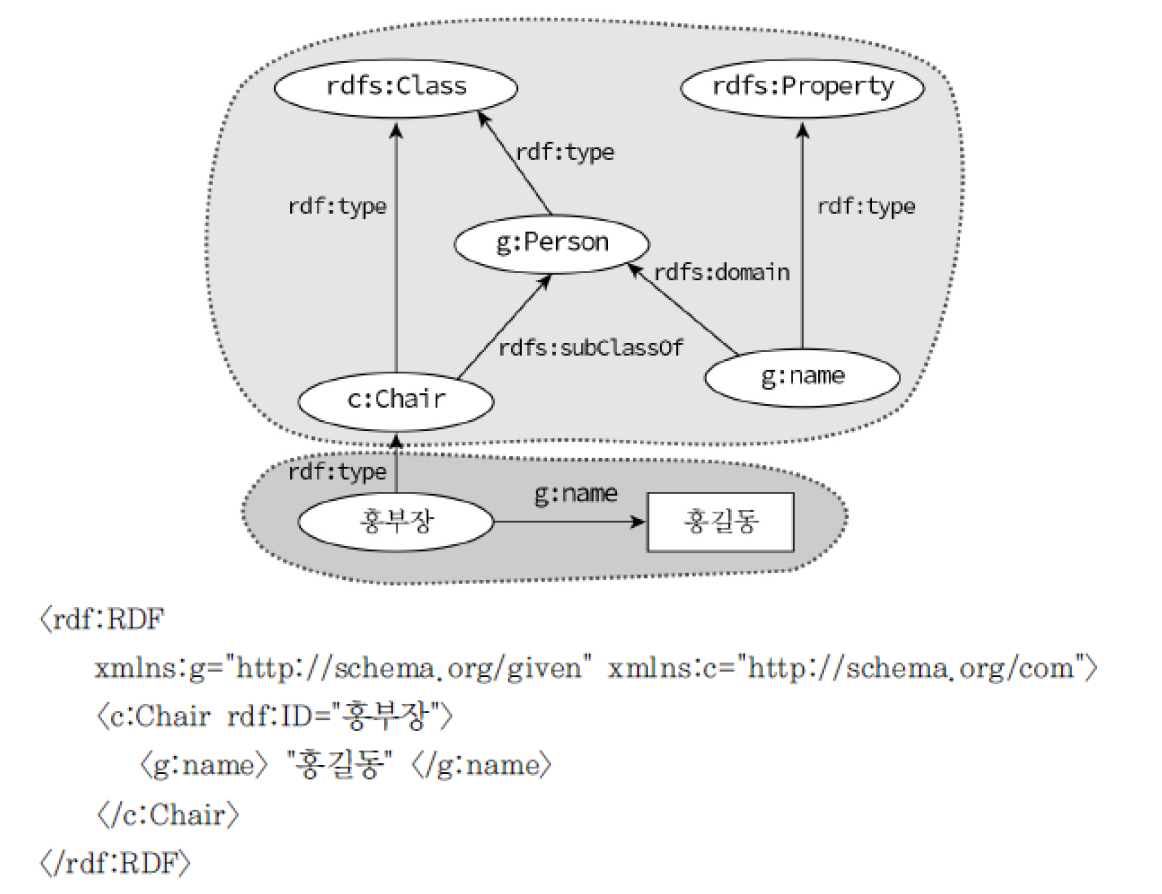 rdfs:Class
rdfs:Property
rdf:type
rdf:type
rdf:type
g:Person
rdfs:domain
rdfs:subClassOf
g:name
c:Chair
rdf:type
g:name
홍부장
홍길동
〈rdf:RDF
xmlns:g="http://schema.org/given" xmlns:c="http://schema.org/com"〉
〈c:Chair rdf:ID="홍부장"〉
〈g:name〉 "홍길동" 〈/g:name〉
〈/c:Chair〉
〈/rdf:RDF〉